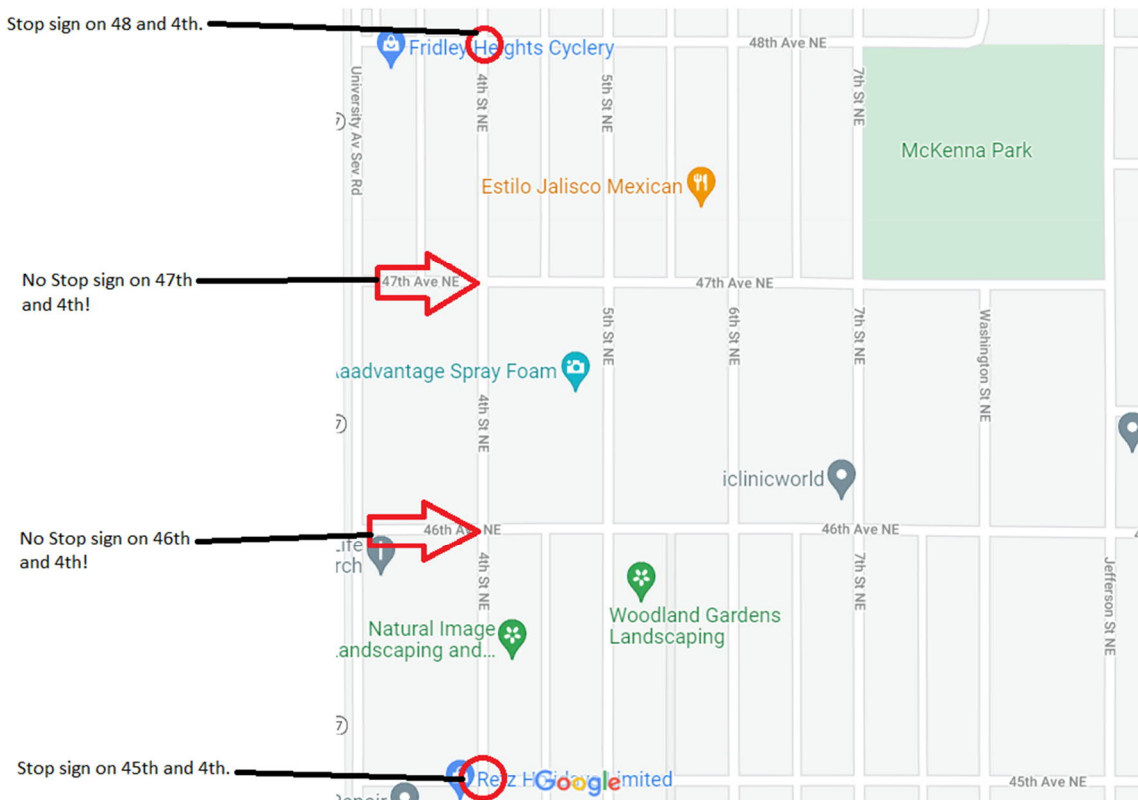 Stop sign on 48 and 4th.
Fridley Heights Cyclery
48th Ave NE
University Av Sev Rd
4th St NE
5th St NE
7th St NE
McKenna Park
Estilo Jalisco Mexican
No Stop sign on 47th
and 4th!
47th Ave NE
47th Ave NE
5th St NE
6th St NE
7th St NE
Washington St NE
Aaadvantage Spray Foam
4th St NE
iclinicworld
No Stop sign on 46th
and 4th!
46th Ave NE
46th Ave NE
Life
rch
4th St NE
7th St NE
Jefferson St NE
Woodland Gardens
Landscaping
Natural Image
Landscaping and...
Stop sign on 45th and 4th.
Google
45th Ave NE